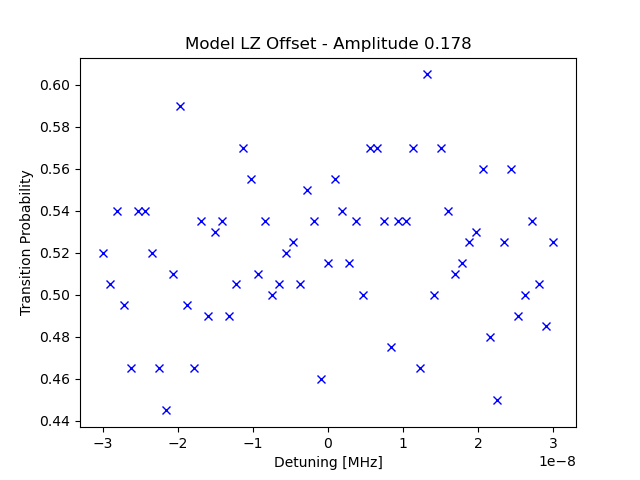 Model LZ Offset - Amplitude 0.178
0.60
0.58
0.56
0.54
0.52
0.50
0.48
0.46
0.44
Transition Probability
−3 −2 −1 0 1 2 3
1e−8
Detuning [MHz]